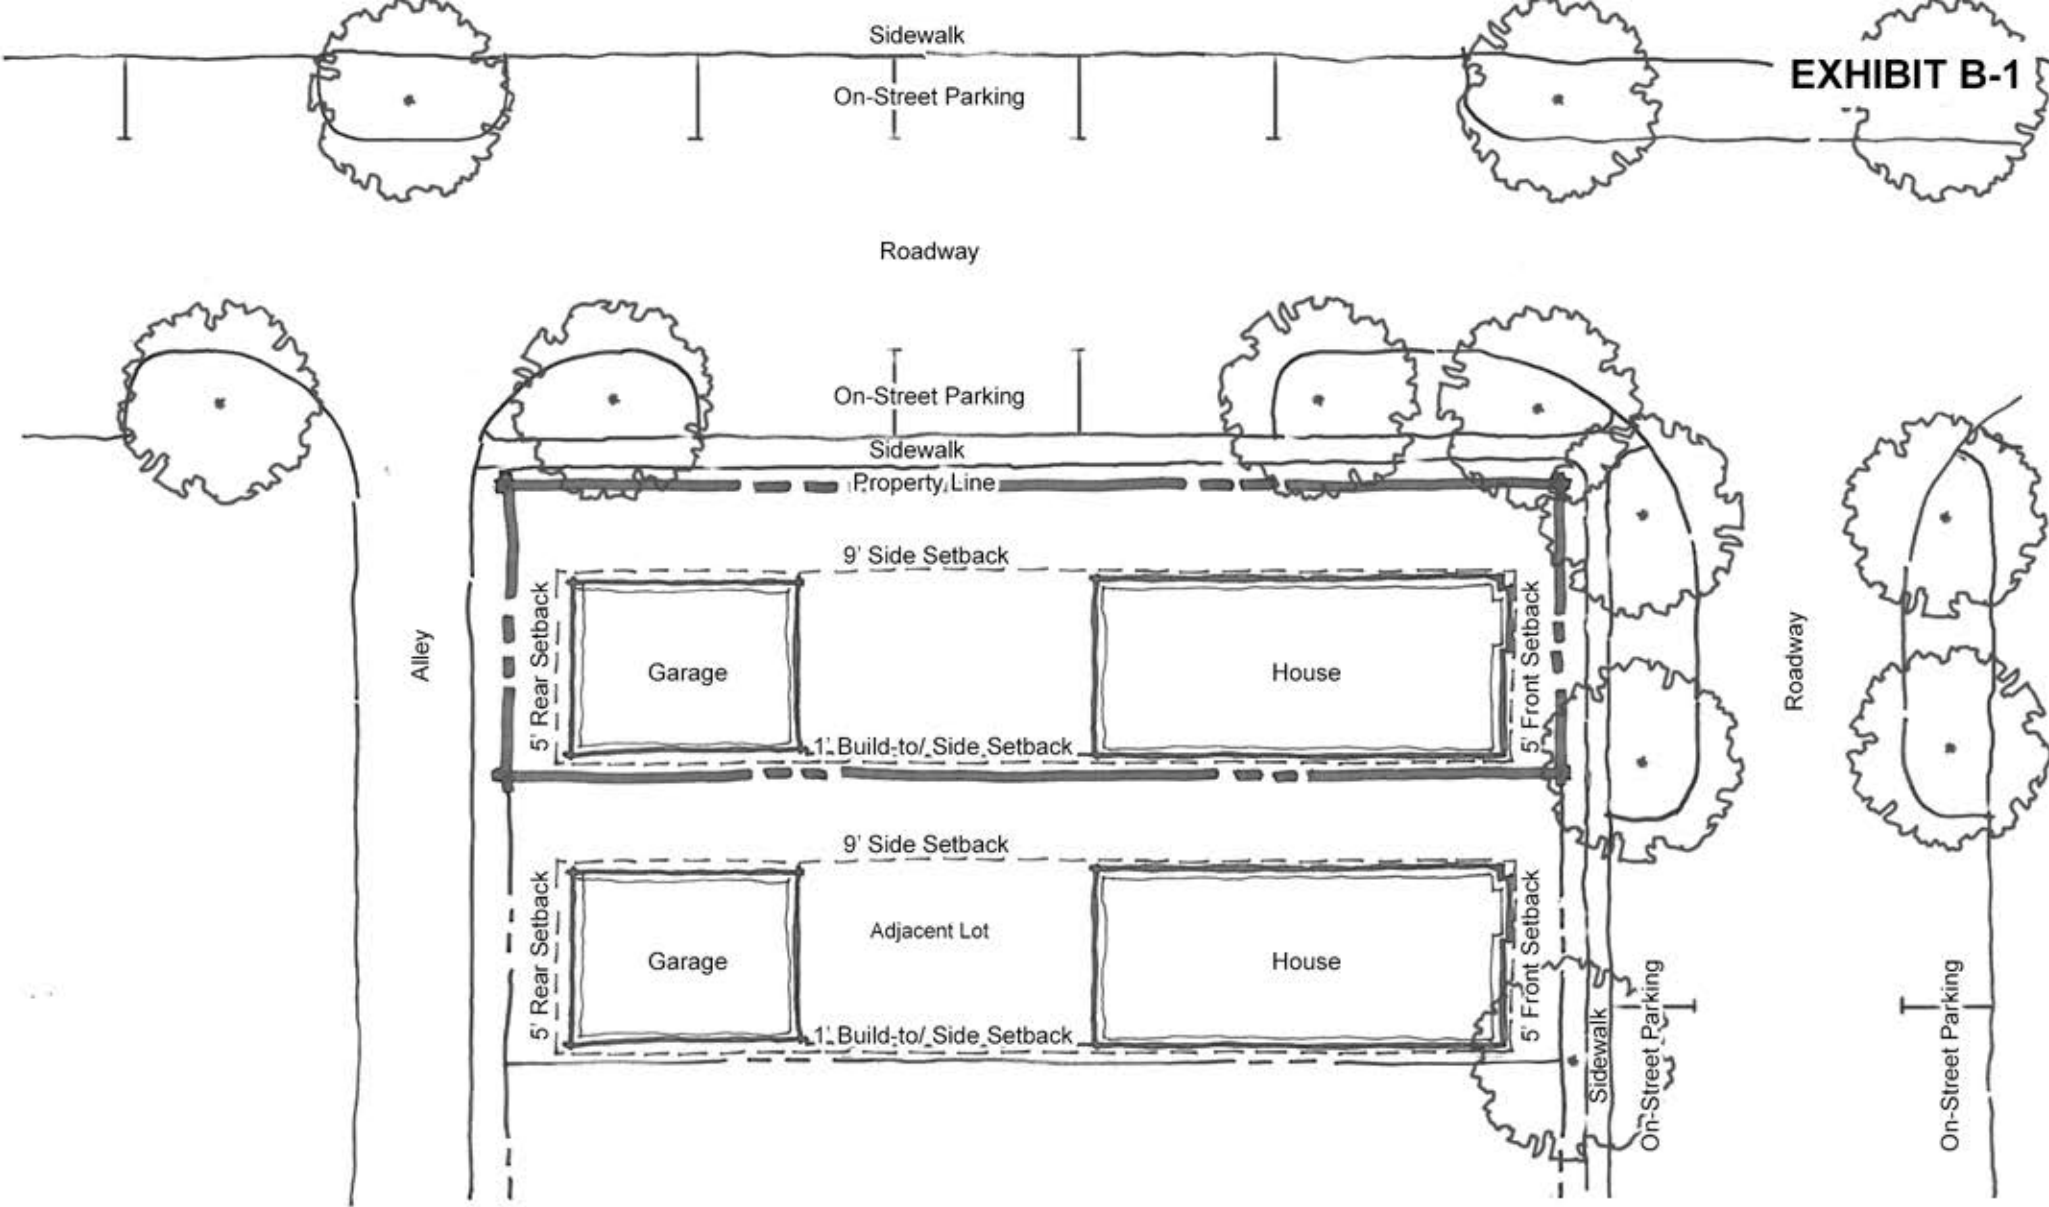 Sidewalk
EXHIBIT B-1
On-Street Parking
Roadway
On-Street Parking
Sidewalk
Property Line
9' Side Setback
Alley
5' Rear Setback
Garage
House
5' Front Setback
Roadway
1' Build-to/ Side Setback
9' Side Setback
5' Rear Setback
Garage
Adjacent Lot
House
5' Front Setback
1' Build-to/ Side Setback
Sidewalk
On-Street Parking
On-Street Parking